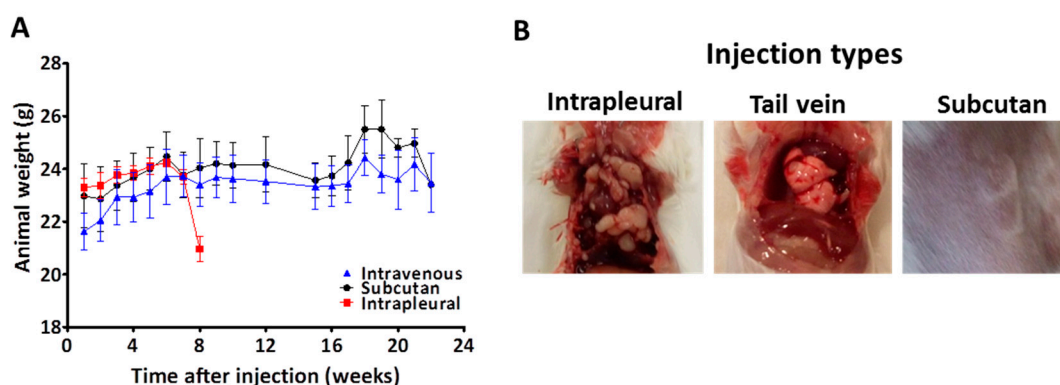 A
Animal weight (g)
28
26
24
22
20
18
0 4 8 12 16 20 24
Time after injection (weeks)
Intravenous
Subcutan
Intrapleural
B
Injection types
Intrapleural Tail vein Subcutan